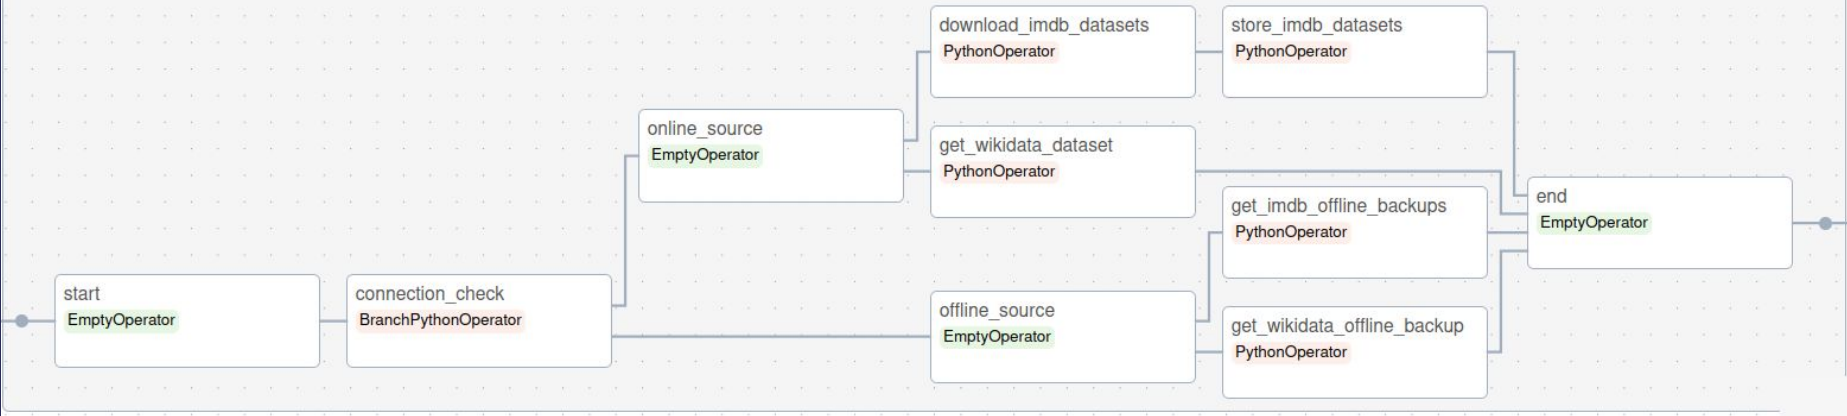 start
EmptyOperator
connection_check
BranchPythonOperator
online_source
EmptyOperator
download_imdb_datasets
PythonOperator
store_imdb_datasets
PythonOperator
get_wikidata_dataset
PythonOperator
offline_source
EmptyOperator
get_imdb_offline_backups
PythonOperator
get_wikidata_offline_backup
PythonOperator
end
EmptyOperator